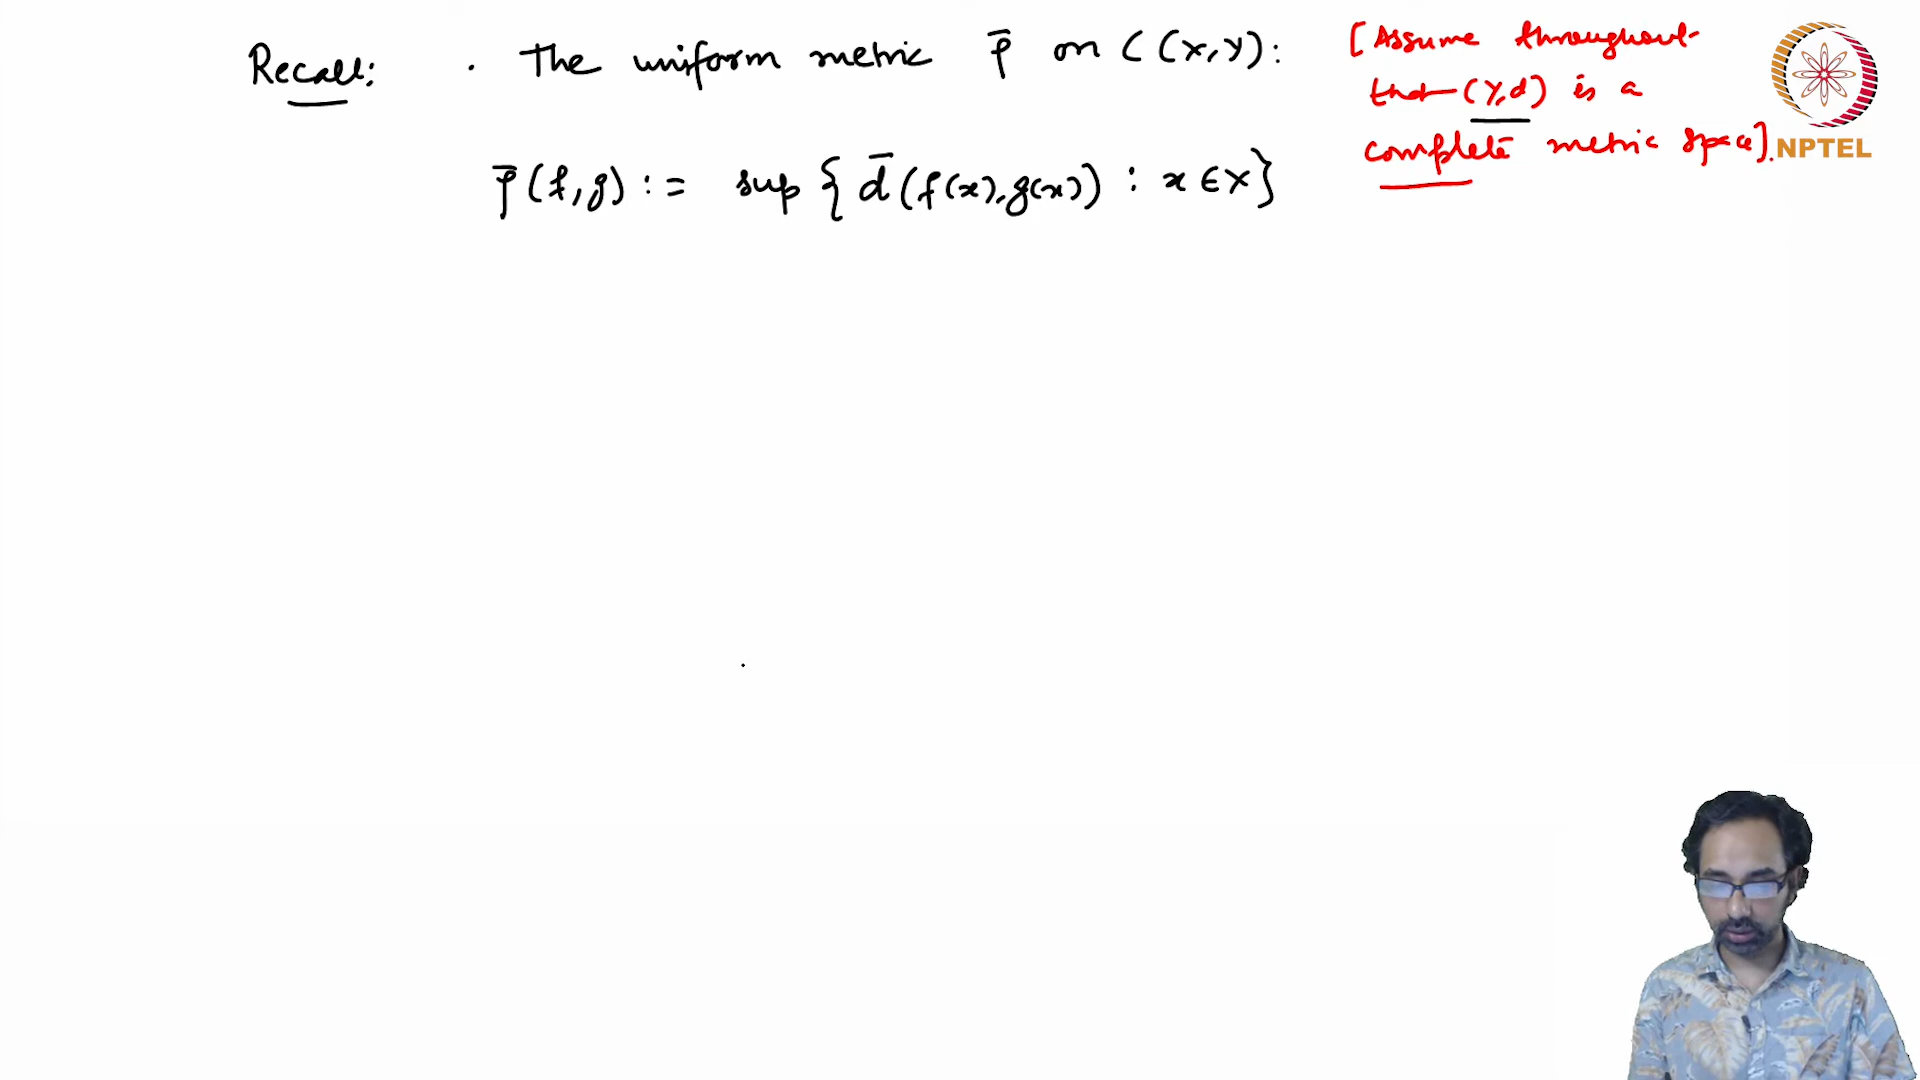 Recall: · The uniform metric ρ̄ on C(X,Y):
[Assume throughout
that (Y,d) is a
complete metric space].
NPTEL
ρ̄(f,g) := sup { d̄(f(x),g(x)) : x ∈ X }